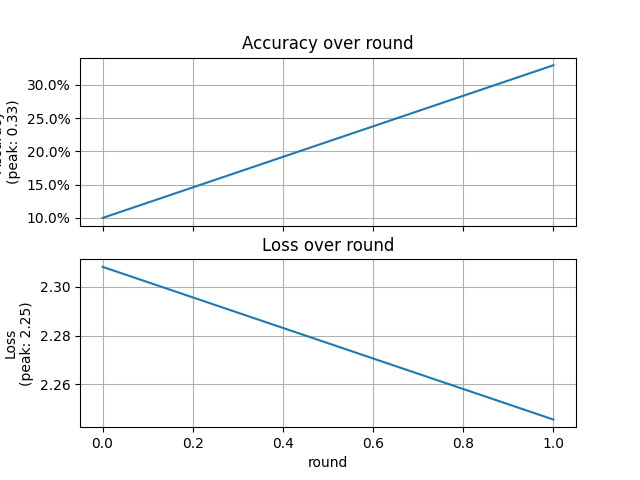 Accuracy over round
30.0%
25.0%
20.0%
15.0%
10.0%
(peak: 0.33)
Loss over round
2.30
2.28
2.26
Loss
(peak: 2.25)
0.0 0.2 0.4 0.6 0.8 1.0
round